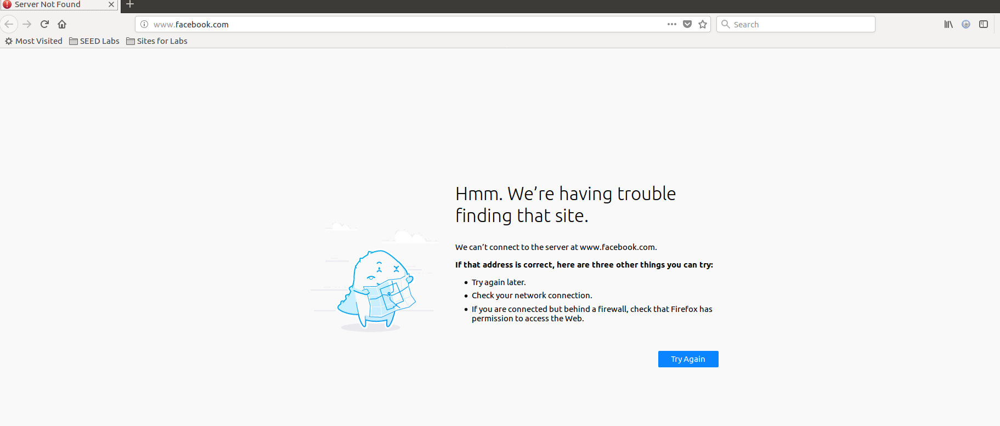 Server Not Found
www.facebook.com
Search
Most Visited SEED Labs Sites for Labs
Hmm. We’re having trouble
finding that site.
We can’t connect to the server at www.facebook.com.
If that address is correct, here are three other things you can try:
Try again later.
Check your network connection.
If you are connected but behind a firewall, check that Firefox has
permission to access the Web.
Try Again